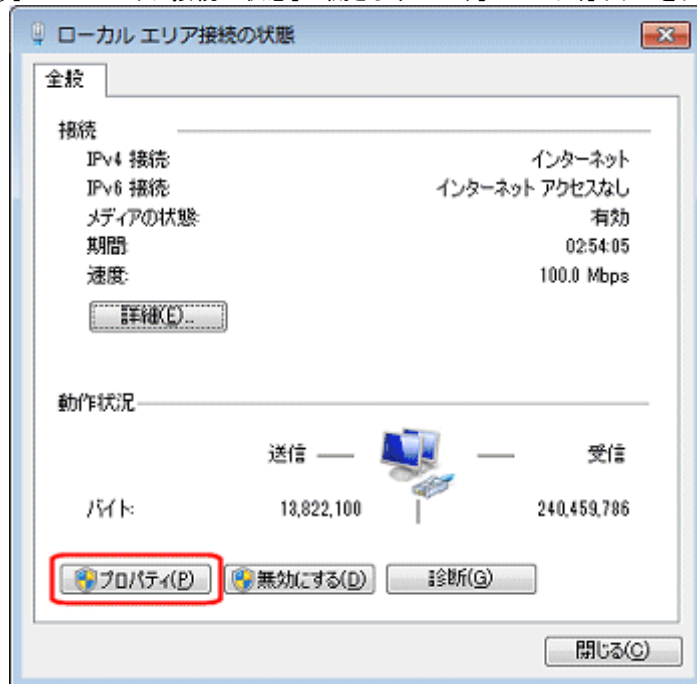 ローカル エリア接続の状態
全般
接続
IPv4 接続: インターネット
IPv6 接続: インターネット アクセスなし
メディアの状態: 有効
期間: 02:54:05
速度: 100.0 Mbps
詳細(E)...
動作状況
送信 受信
バイト: 13,822,100 240,459,786
プロパティ(P) 無効にする(D) 診断(G)
閉じる(C)